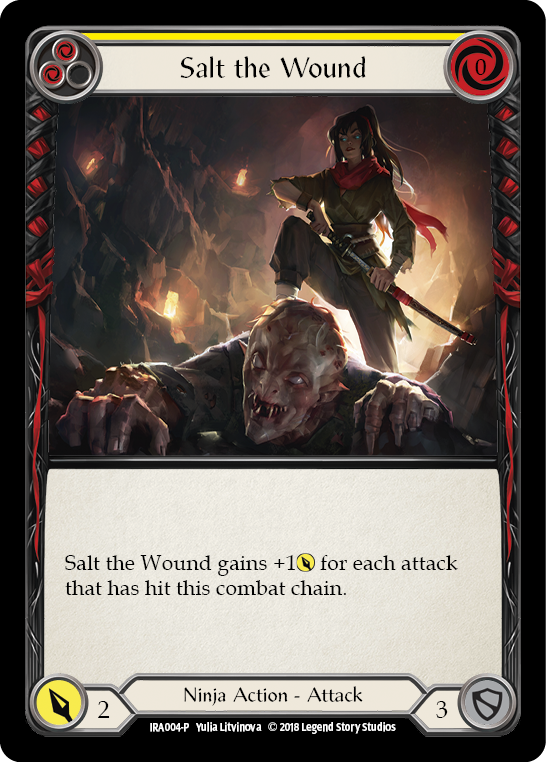 Salt the Wound
0
Salt the Wound gains +1 for each attack
that has hit this combat chain.
2
Ninja Action - Attack
3
IRA004-P Yulia Litvinova © 2018 Legend Story Studios